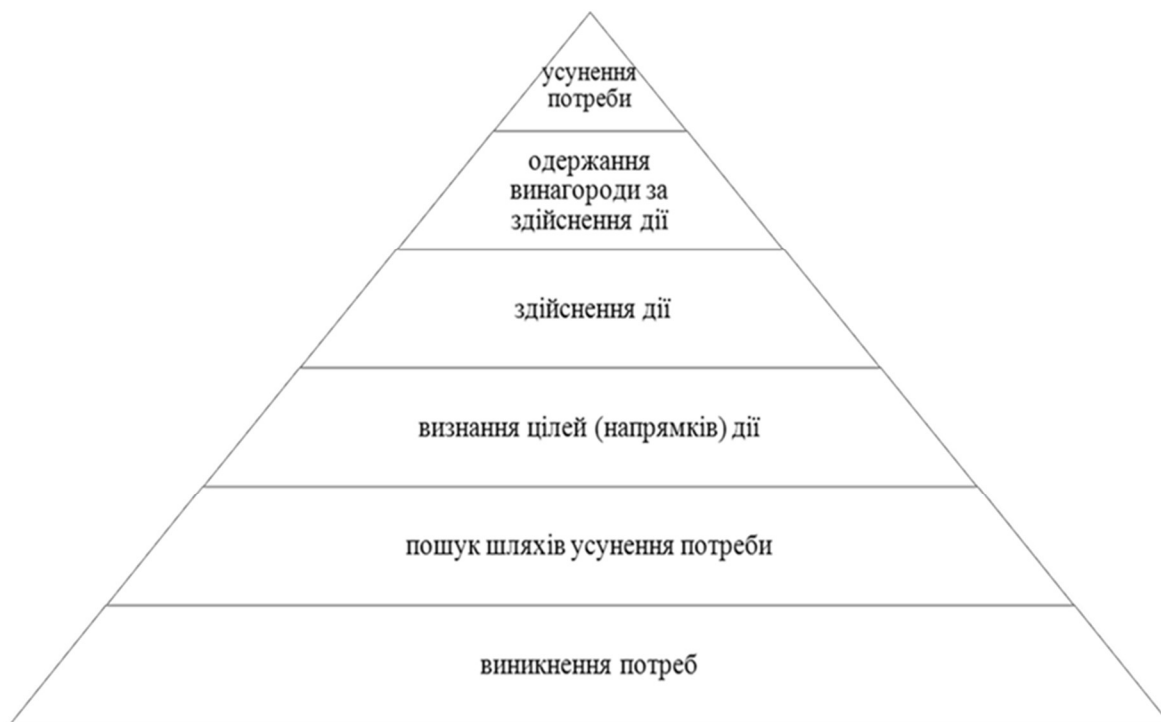 усунення
потреби
одержання
винагороди за
здійснення дії
здійснення дії
визнання цілей (напрямків) дії
пошук шляхів усунення потреби
виникнення потреб